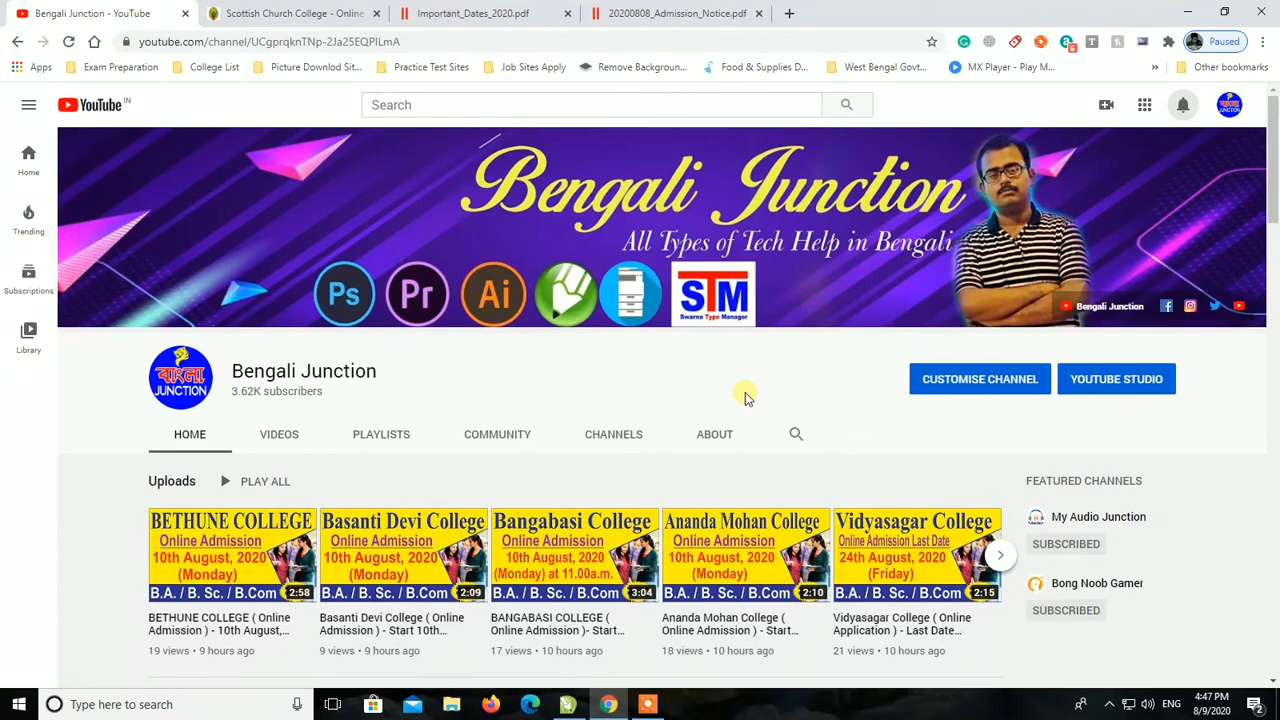 Bengali Junction - YouTube
Scottish Church College - Online
Important_Dates_2020.pdf
20200808_Admission_Notice.pdf
youtube.com/channel/UCgprqknTNp-2Ja25EQPILmA
Paused
Apps
Exam Preparation
College List
Picture Downlod Sit...
Practice Test Sites
Job Sites Apply
Remove Backgroun...
Food & Supplies D...
West Bengal Govt...
MX Player - Play M...
Other bookmarks
YouTube IN
Search
Home
Trending
Subscriptions
Library
Bengali Junction
All Types of Tech Help in Bengali
Ps
Pr
Ai
STM
Swarna Type Manager
Bengali Junction
বাংলা
JUNCTION
Bengali Junction
3.62K subscribers
CUSTOMISE CHANNEL
YOUTUBE STUDIO
HOME
VIDEOS
PLAYLISTS
COMMUNITY
CHANNELS
ABOUT
Uploads
PLAY ALL
FEATURED CHANNELS
My Audio Junction
SUBSCRIBED
Bong Noob Gamer
SUBSCRIBED
BETHUNE COLLEGE
Online Admission
10th August, 2020
(Monday)
B.A. / B. Sc. / B.Com
2:58
BETHUNE COLLEGE ( Online
Admission ) - 10th August,...
19 views • 9 hours ago
Basanti Devi College
Online Admission
10th August, 2020
(Monday)
B.A. / B. Sc. / B.Com
2:09
Basanti Devi College ( Online
Admission ) - Start 10th...
9 views • 9 hours ago
Bangabasi College
Online Admission
10th August, 2020
(Monday) at 11.00a.m.
B.A. / B. Sc. / B.Com
3:04
BANGABASI COLLEGE (
Online Admission ) - Start...
17 views • 10 hours ago
Ananda Mohan College
Online Admission
10th August, 2020
(Monday)
B.A. / B. Sc. / B.Com
2:10
Ananda Mohan College (
Online Admission ) - Start...
18 views • 10 hours ago
Vidyasagar College
Online Admission Last Date
24th August, 2020
(Friday)
B.A. / B. Sc. / B.Com
2:15
Vidyasagar College (Online
Application ) - Last Date...
21 views • 10 hours ago
Type here to search
ENG
4:47 PM
8/9/2020